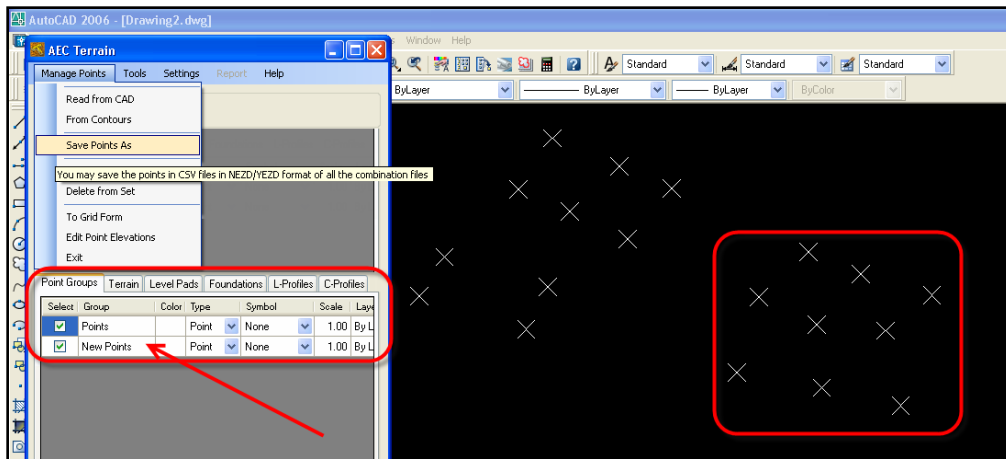 AutoCAD 2006 - [Drawing2.dwg]
Window Help
AEC Terrain
Manage Points Tools Settings Report Help
Standard Standard Standard
ByLayer ByLayer ByLayer ByColor
Read from CAD
From Contours
Save Points As
You may save the points in CSV files in NEZD/YEZD format of all the combination files
Delete from Set
To Grid Form
Edit Point Elevations
Exit
Point Groups Terrain Level Pads Foundations L-Profiles C-Profiles
Select Group Color Type Symbol Scale Laye
Points Point None 1.00 By L
New Points Point None 1.00 By L